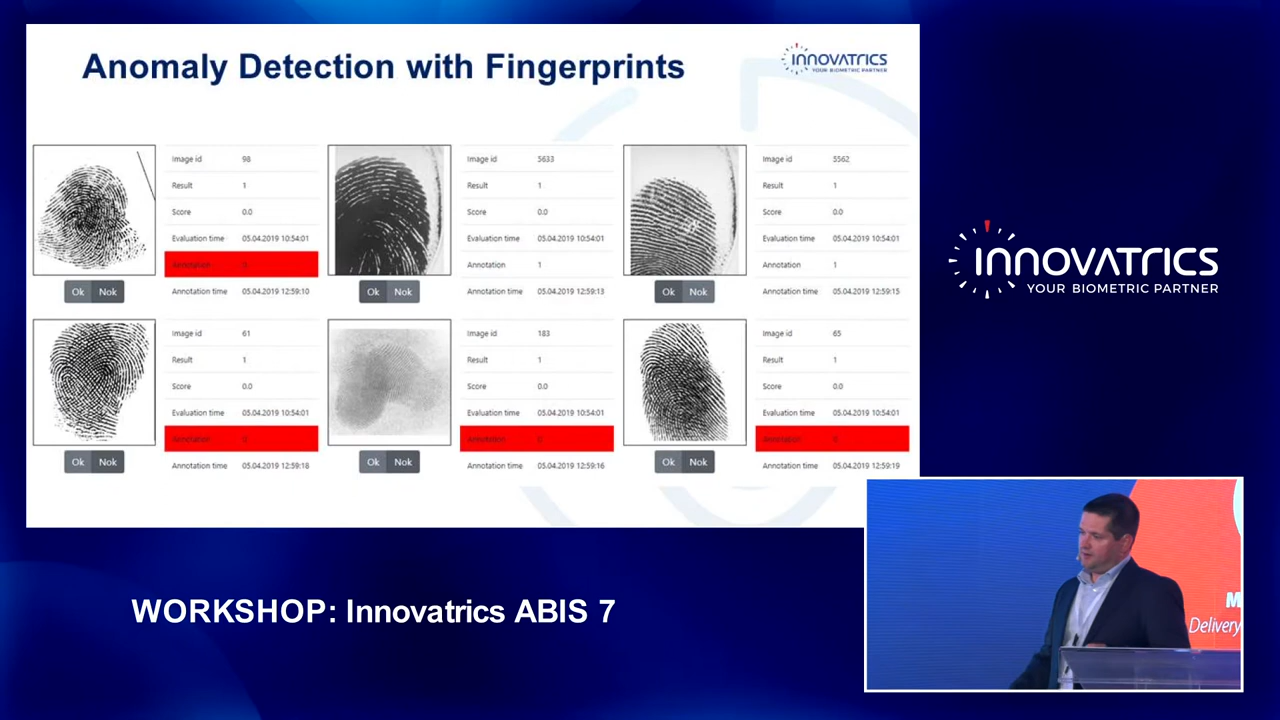 Anomaly Detection with Fingerprints
INNOVATRICS
YOUR BIOMETRIC PARTNER
Image id 98
Result 1
Score 0.0
Evaluation time 05.04.2019 10:54:01
Annotation
Annotation time 05.04.2019 12:59:10
Ok Nok
Image id 5633
Result 1
Score 0.0
Evaluation time 05.04.2019 10:54:01
Annotation 1
Annotation time 05.04.2019 12:59:13
Ok Nok
Image id 5562
Result 1
Score 0.0
Evaluation time 05.04.2019 10:54:01
Annotation 1
Annotation time 05.04.2019 12:59:15
Ok Nok
Image id 61
Result 1
Score 0.0
Evaluation time 05.04.2019 10:54:01
Annotation 0
Annotation time 05.04.2019 12:59:18
Ok Nok
Image id 183
Result 1
Score 0.0
Evaluation time 05.04.2019 10:54:01
Annotation 0
Annotation time 05.04.2019 12:59:16
Ok Nok
Image id 65
Result 1
Score 0.0
Evaluation time 05.04.2019 10:54:01
Annotation 0
Annotation time 05.04.2019 12:59:19
Ok Nok
INNOVATRICS
YOUR BIOMETRIC PARTNER
WORKSHOP: Innovatrics ABIS 7
M
Delivery